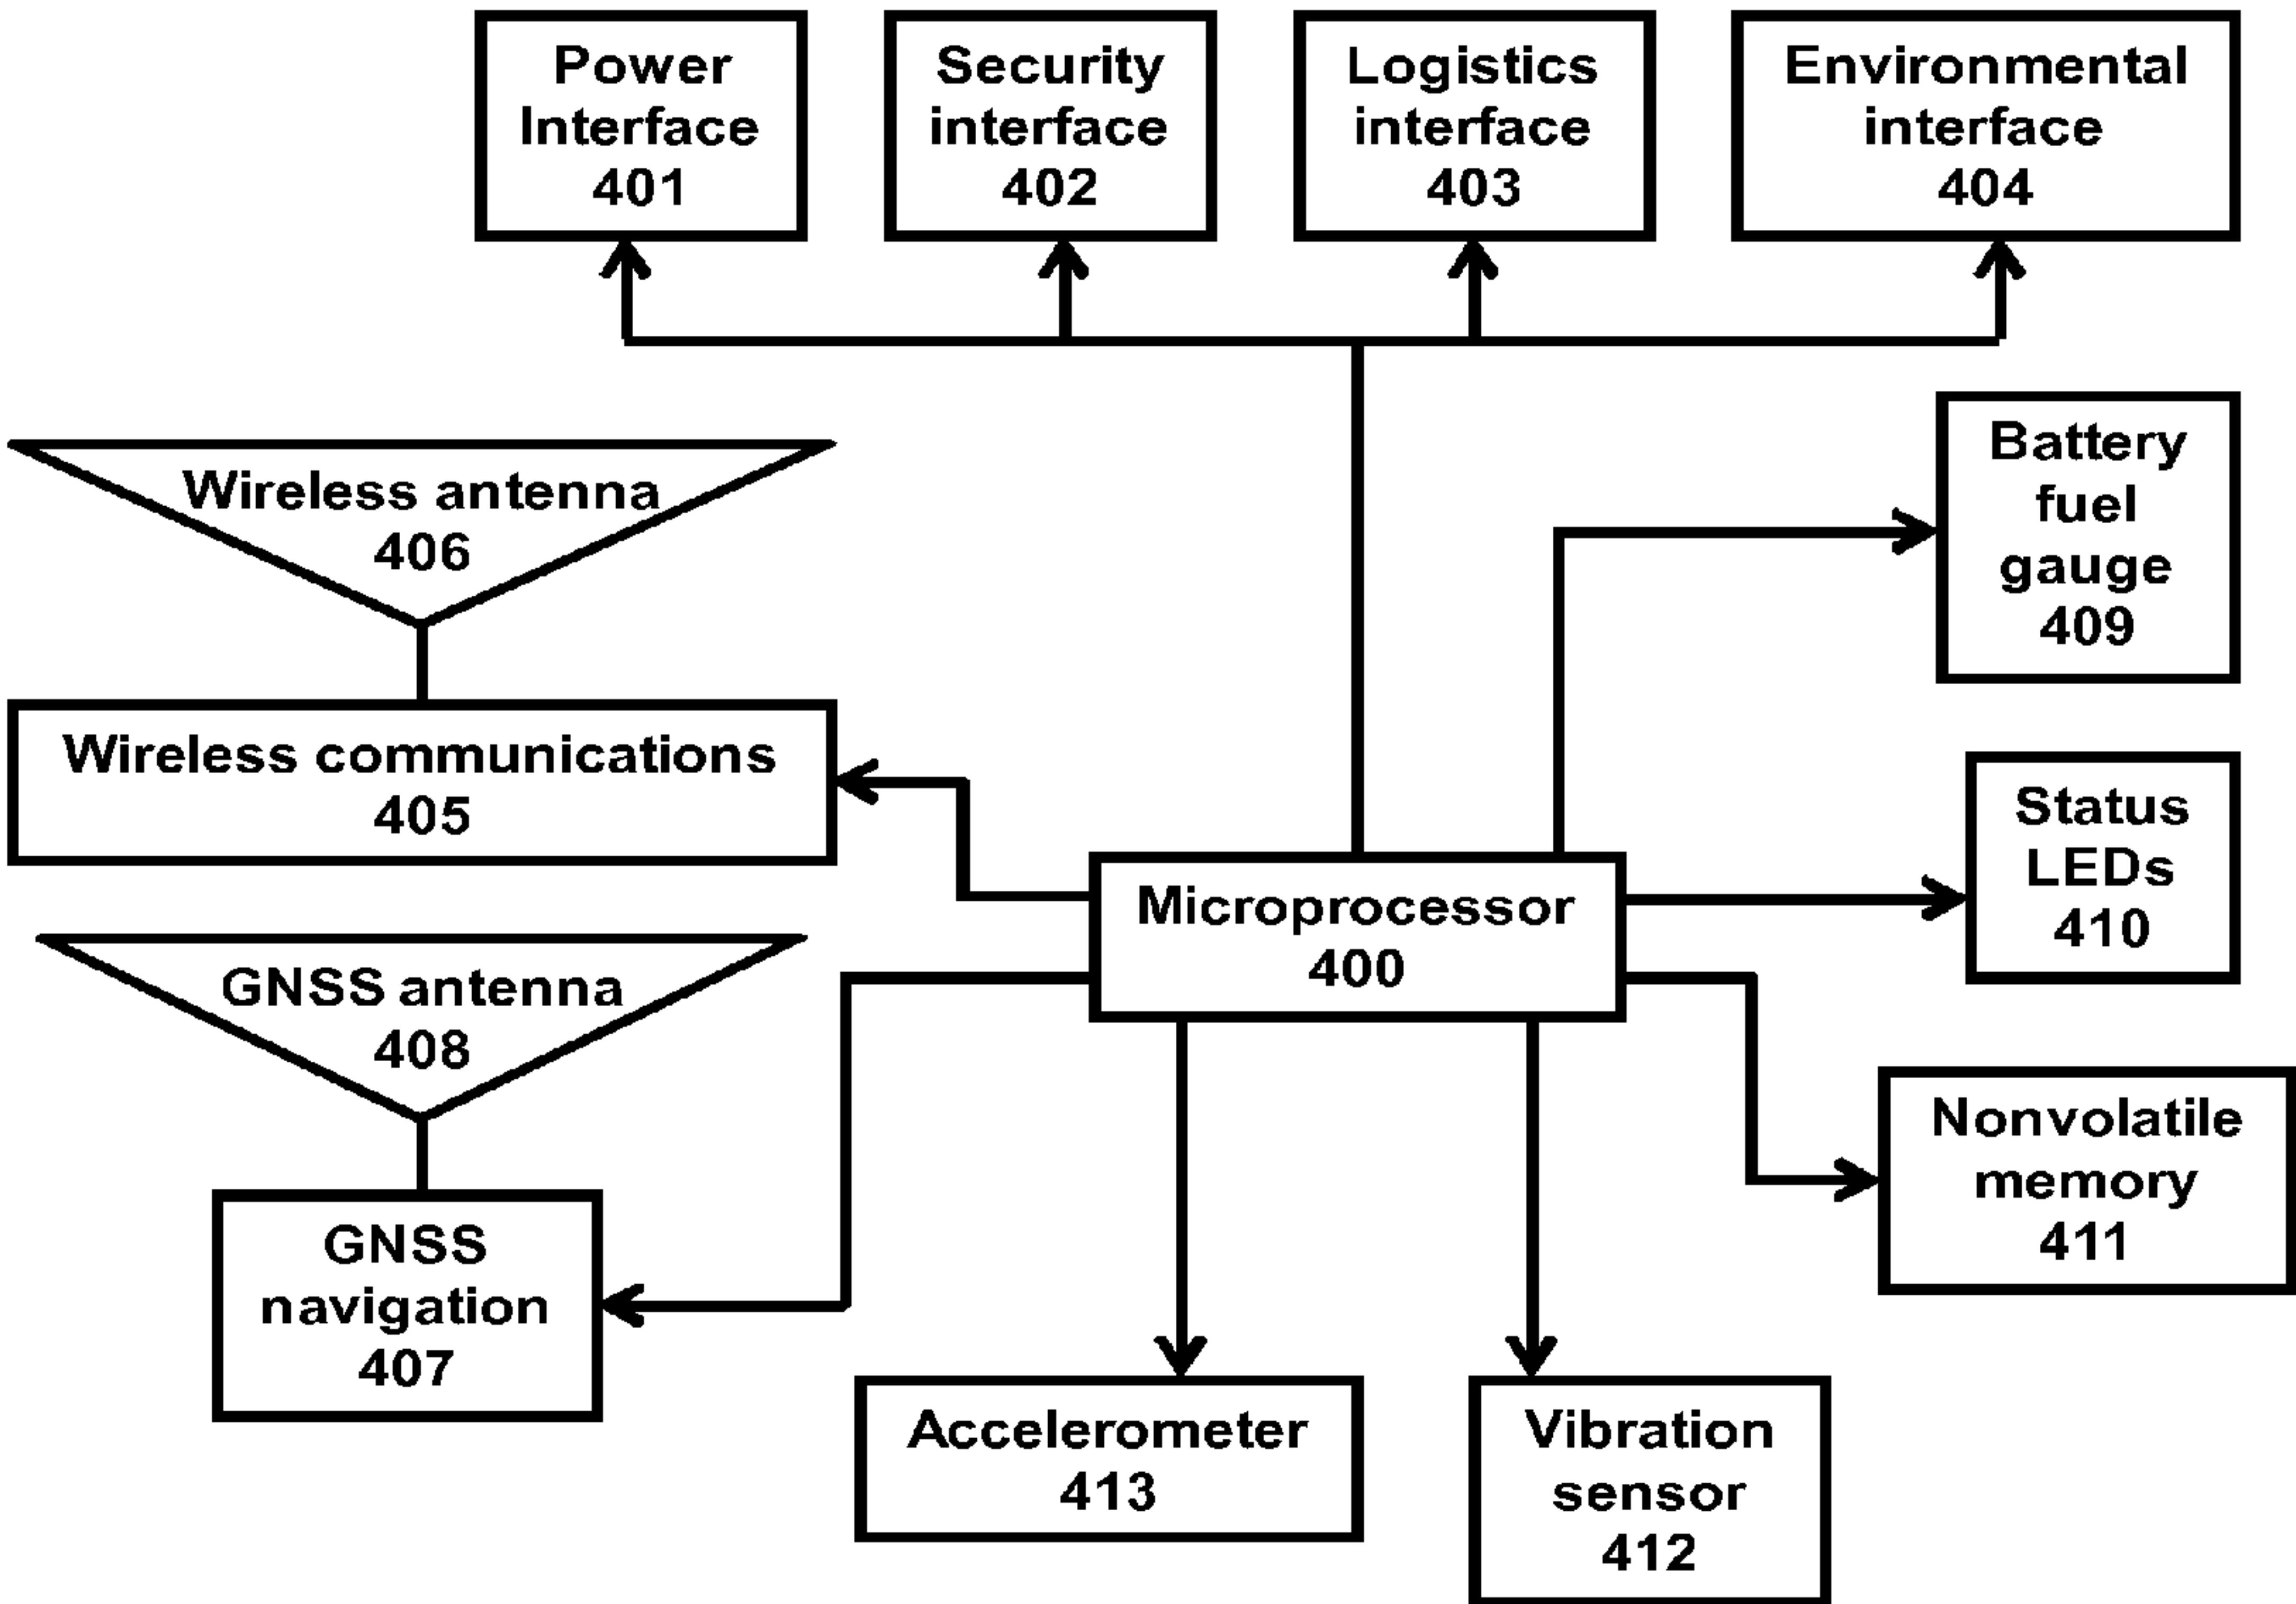 Power
Interface
401
Security
interface
402
Logistics
interface
403
Environmental
interface
404
Wireless antenna
406
Battery
fuel
gauge
409
Wireless communications
405
Status
LEDs
410
Microprocessor
400
GNSS antenna
408
Nonvolatile
memory
411
GNSS
navigation
407
Accelerometer
413
Vibration
sensor
412